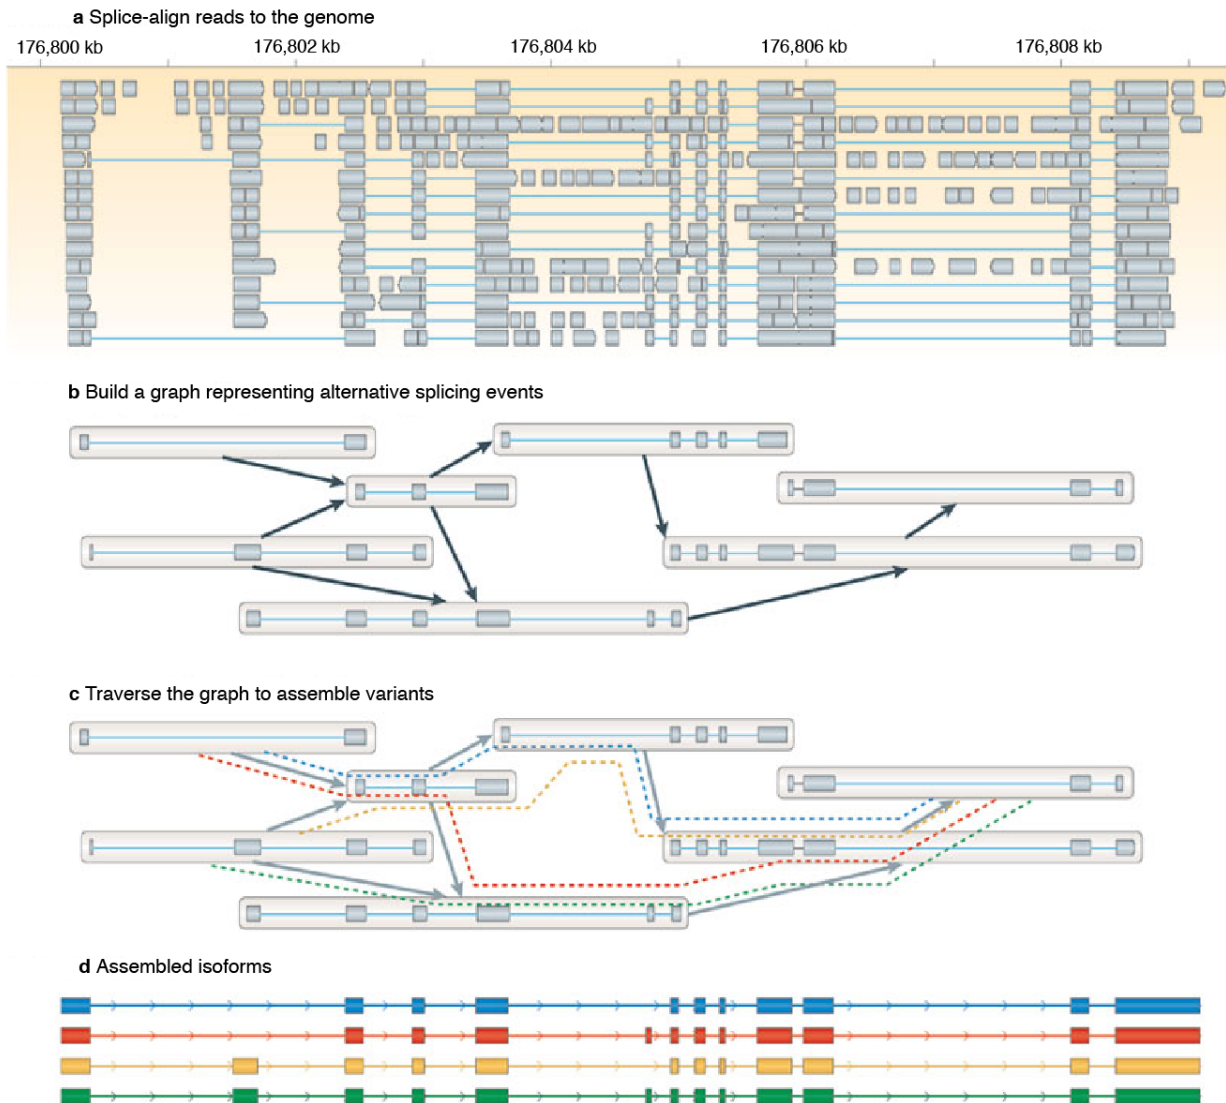 a Splice-align reads to the genome
176,800 kb 176,802 kb 176,804 kb 176,806 kb 176,808 kb
b Build a graph representing alternative splicing events
c Traverse the graph to assemble variants
d Assembled isoforms